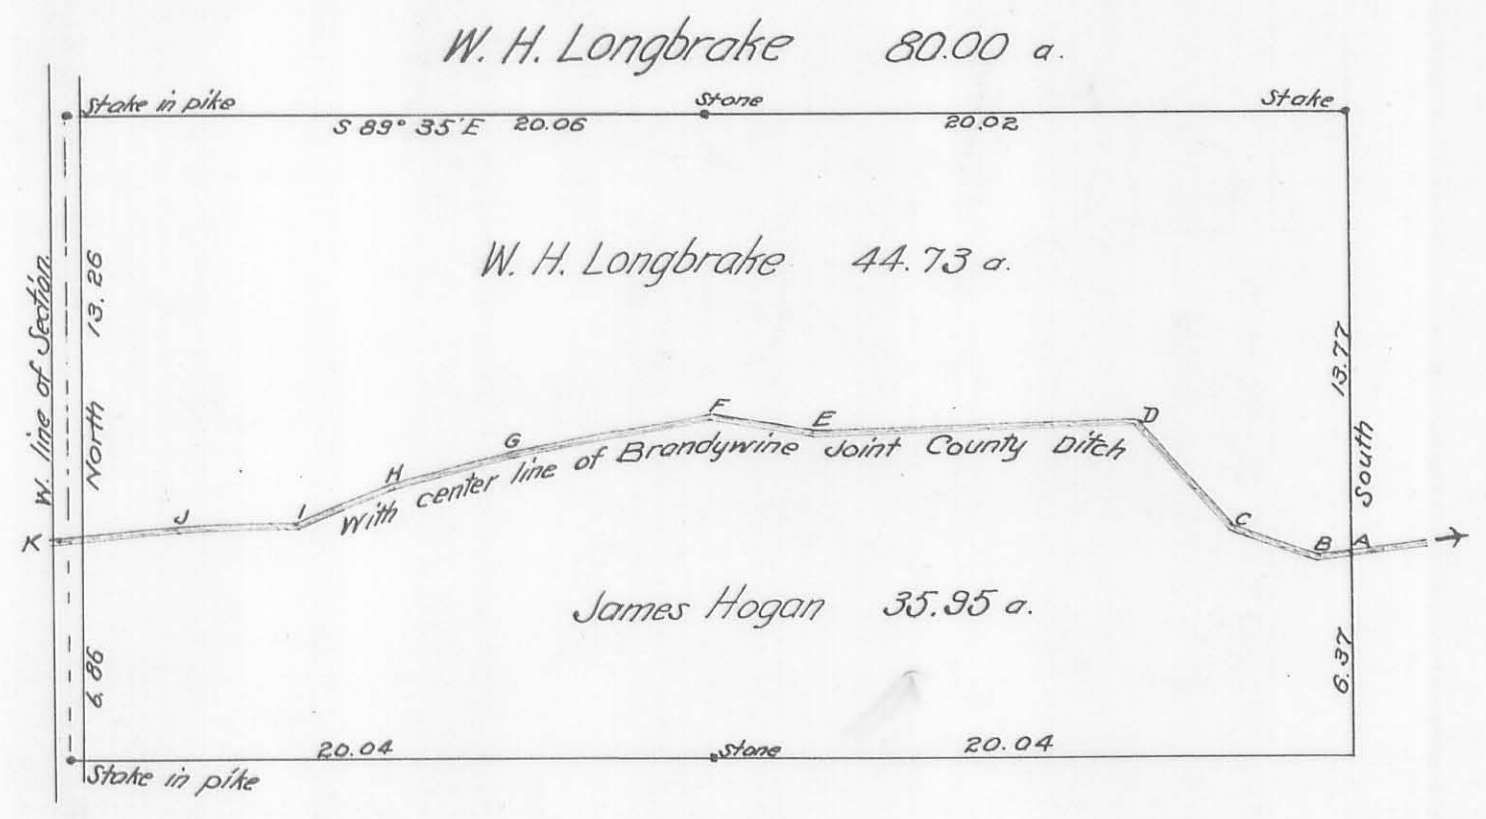 W. H. Longbrake 80.00 a.
Stake in pike
Stone
Stake
S 89° 35' E 20.06
20.02
W. line of Section.
North 13.26
W. H. Longbrake 44.73 a.
13.77
South
F
E
D
G
H
I
J
K
C
B
A
With center line of Brandywine Joint County Ditch
James Hogan 35.95 a.
6.86
6.37
20.04
Stone
20.04
Stake in pike